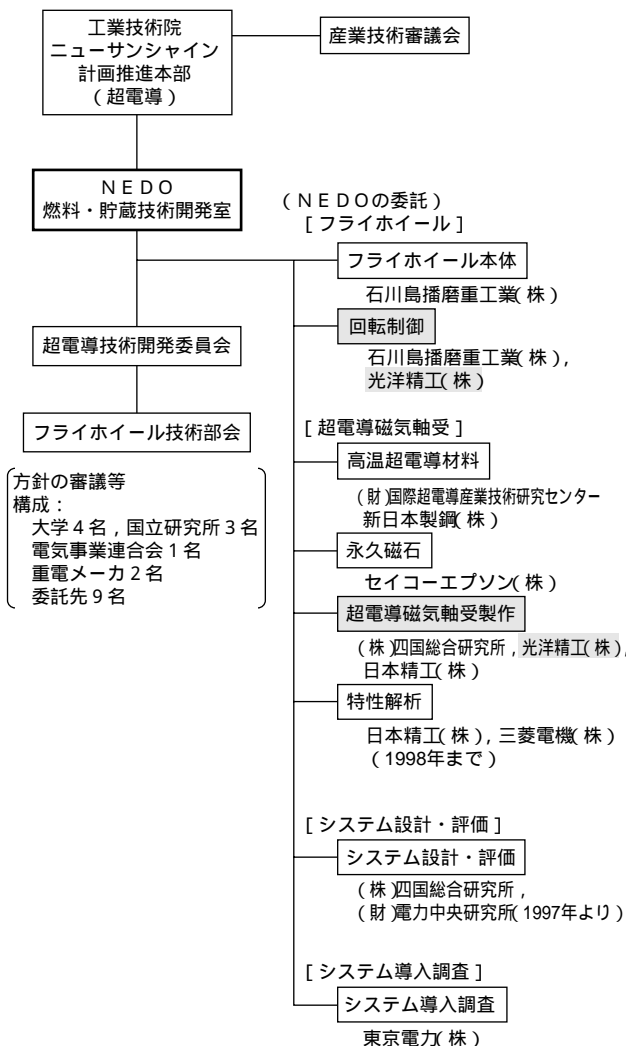 工業技術院
ニューサンシャイン
計画推進本部
(超電導)
産業技術審議会
NEDO
燃料・貯蔵技術開発室
(NEDOの委託)
[フライホイール]
フライホイール本体
石川島播磨重工業(株)
回転制御
石川島播磨重工業(株),
光洋精工(株)
超電導技術開発委員会
フライホイール技術部会
方針の審議等
構成:
大学4名,国立研究所3名
電気事業連合会1名
重電メーカ2名
委託先9名
[超電導磁気軸受]
高温超電導材料
(財)国際超電導産業技術研究センター
新日本製鋼(株)
永久磁石
セイコーエプソン(株)
超電導磁気軸受製作
(株)四国総合研究所,光洋精工(株),
日本精工(株)
特性解析
日本精工(株),三菱電機(株)
(1998年まで)
[システム設計・評価]
システム設計・評価
(株)四国総合研究所,
(財)電力中央研究所(1997年より)
[システム導入調査]
システム導入調査
東京電力(株)